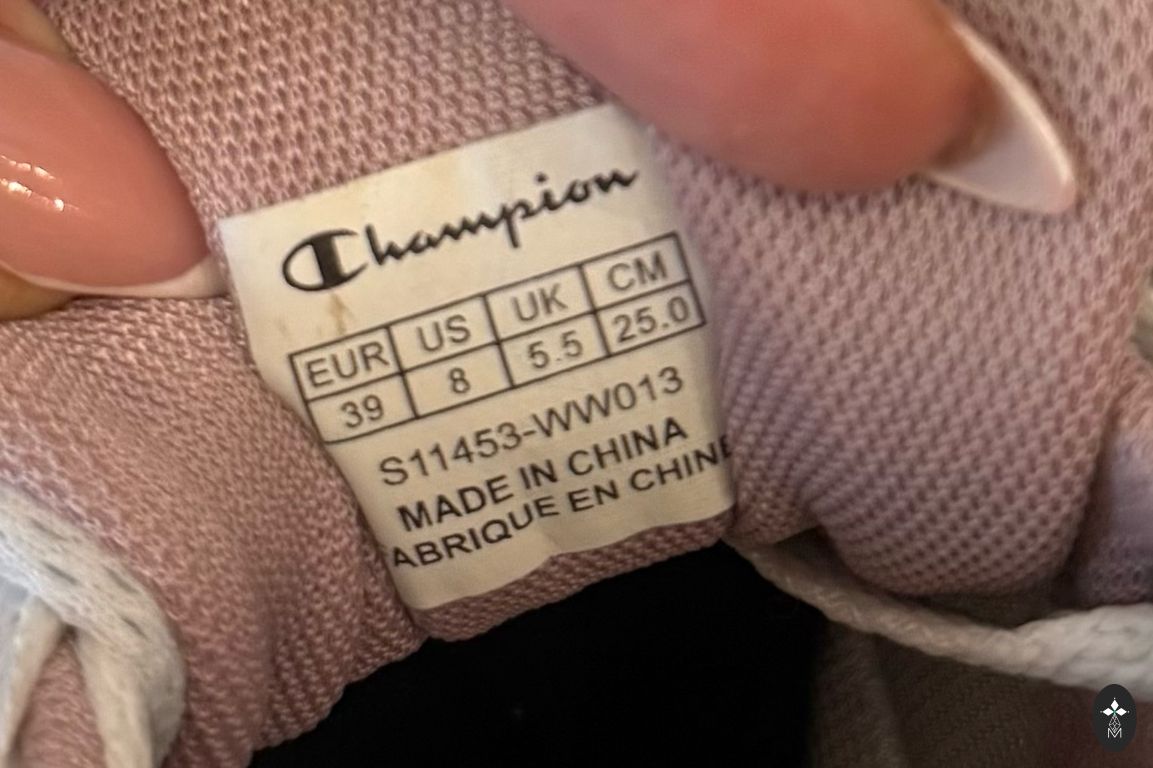 Champion
EUR US UK CM
39 8 5.5 25.0
S11453-WW013
MADE IN CHINA
ABRIQUE EN CHINE
M